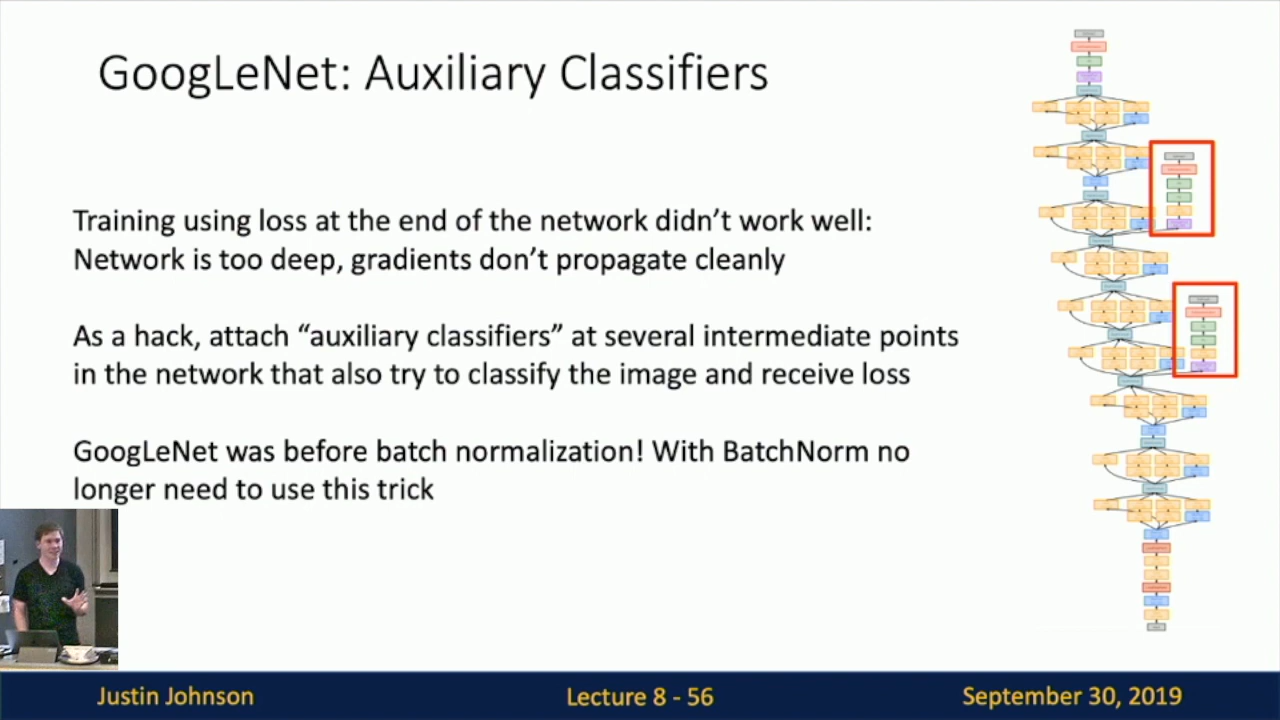 GoogLeNet: Auxiliary Classifiers
Training using loss at the end of the network didn’t work well:
Network is too deep, gradients don’t propagate cleanly
As a hack, attach “auxiliary classifiers” at several intermediate points
in the network that also try to classify the image and receive loss
GoogLeNet was before batch normalization! With BatchNorm no
longer need to use this trick
Justin Johnson
Lecture 8 - 56
September 30, 2019